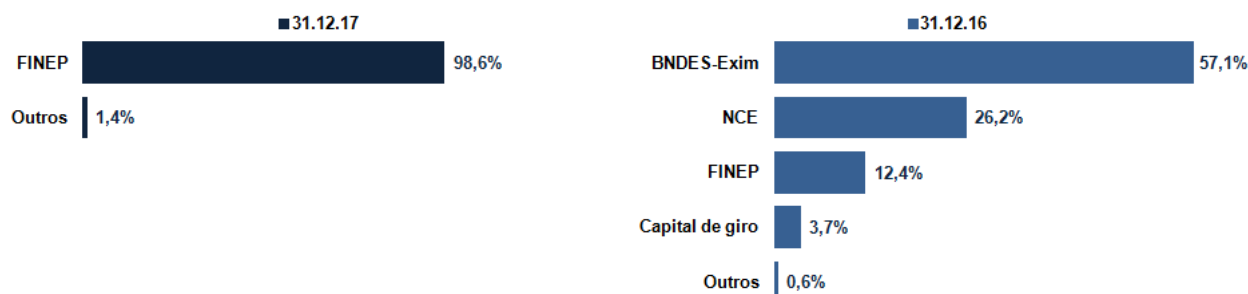 31.12.17
FINEP 98,6%
Outros 1,4%
31.12.16
BNDES-Exim 57,1%
NCE 26,2%
FINEP 12,4%
Capital de giro 3,7%
Outros 0,6%